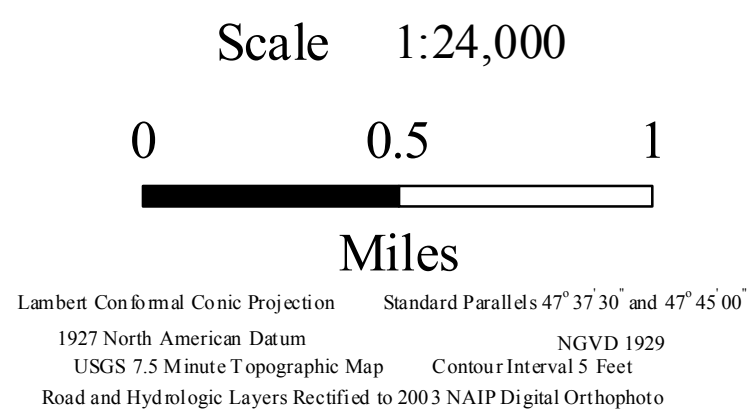 Scale 1:24,000
0 0.5 1
Miles
Lambert Conformal Conic Projection Standard Parallels 47° 37' 30" and 47° 45' 00"
1927 North American Datum NGVD 1929
USGS 7.5 Minute Topographic Map Contour Interval 5 Feet
Road and Hydrologic Layers Rectified to 2003 NAIP Digital Orthophoto